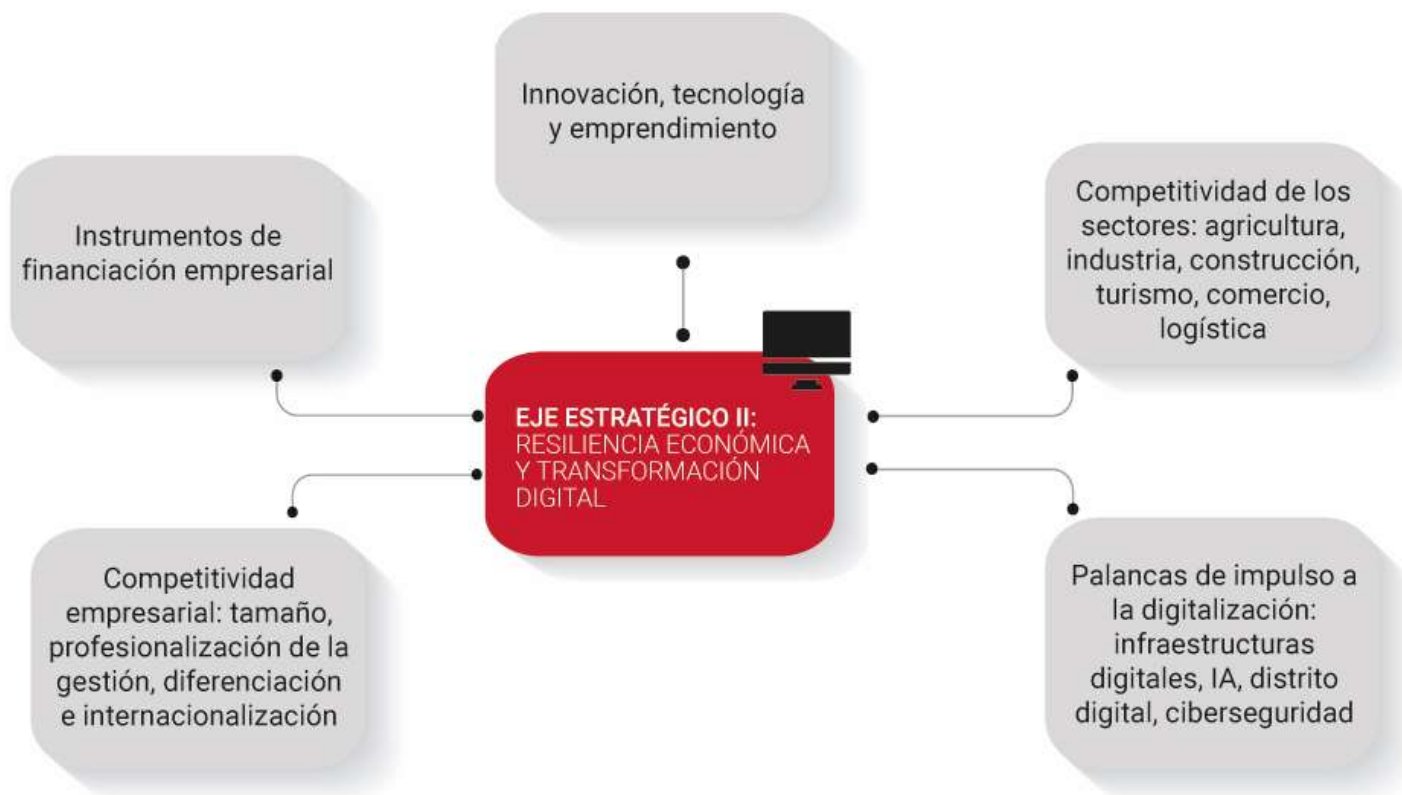 Innovación, tecnología
y emprendimiento
Instrumentos de
financiación empresarial
Competitividad de los
sectores: agricultura,
industria, construcción,
turismo, comercio,
logística
EJE ESTRATÉGICO II:
RESILIENCIA ECONÓMICA
Y TRANSFORMACIÓN
DIGITAL
Competitividad
empresarial: tamaño,
profesionalización de la
gestión, diferenciación
e internacionalización
Palancas de impulso a
la digitalización:
infraestructuras
digitales, IA, distrito
digital, ciberseguridad